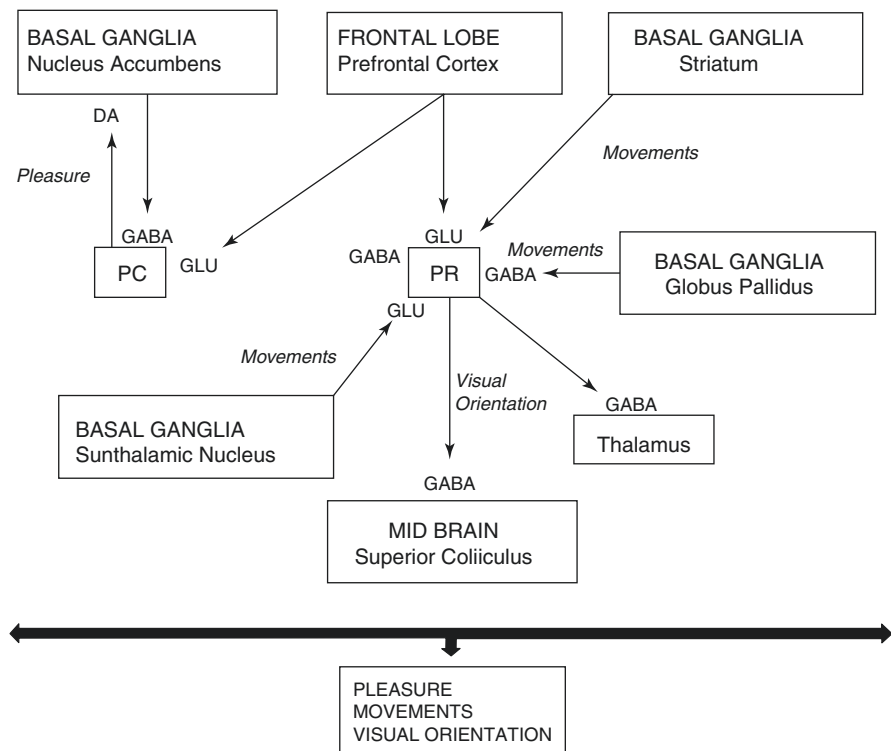 BASAL GANGLIA
Nucleus Accumbens
FRONTAL LOBE
Prefrontal Cortex
BASAL GANGLIA
Striatum
DA
Pleasure
Movements
GABA
GLU
PC
GLU
GABA
PR
GABA
Movements
BASAL GANGLIA
Globus Pallidus
GLU
Movements
Visual
Orientation
BASAL GANGLIA
Sunthalamic Nucleus
GABA
Thalamus
GABA
MID BRAIN
Superior Coliiculus
PLEASURE
MOVEMENTS
VISUAL ORIENTATION